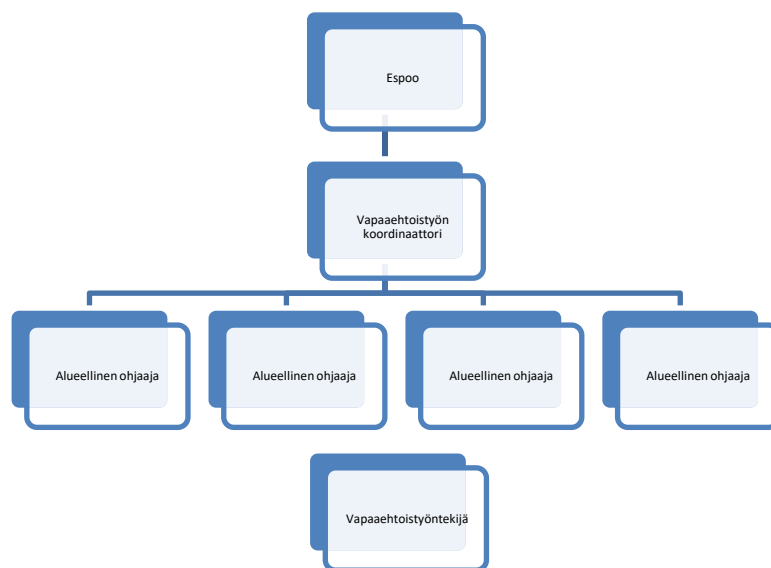 Espoo
Vapaaehtoistyön
koordinaattori
Alueellinen ohjaaja
Alueellinen ohjaaja
Alueellinen ohjaaja
Alueellinen ohjaaja
Vapaaehtoistyöntekijä